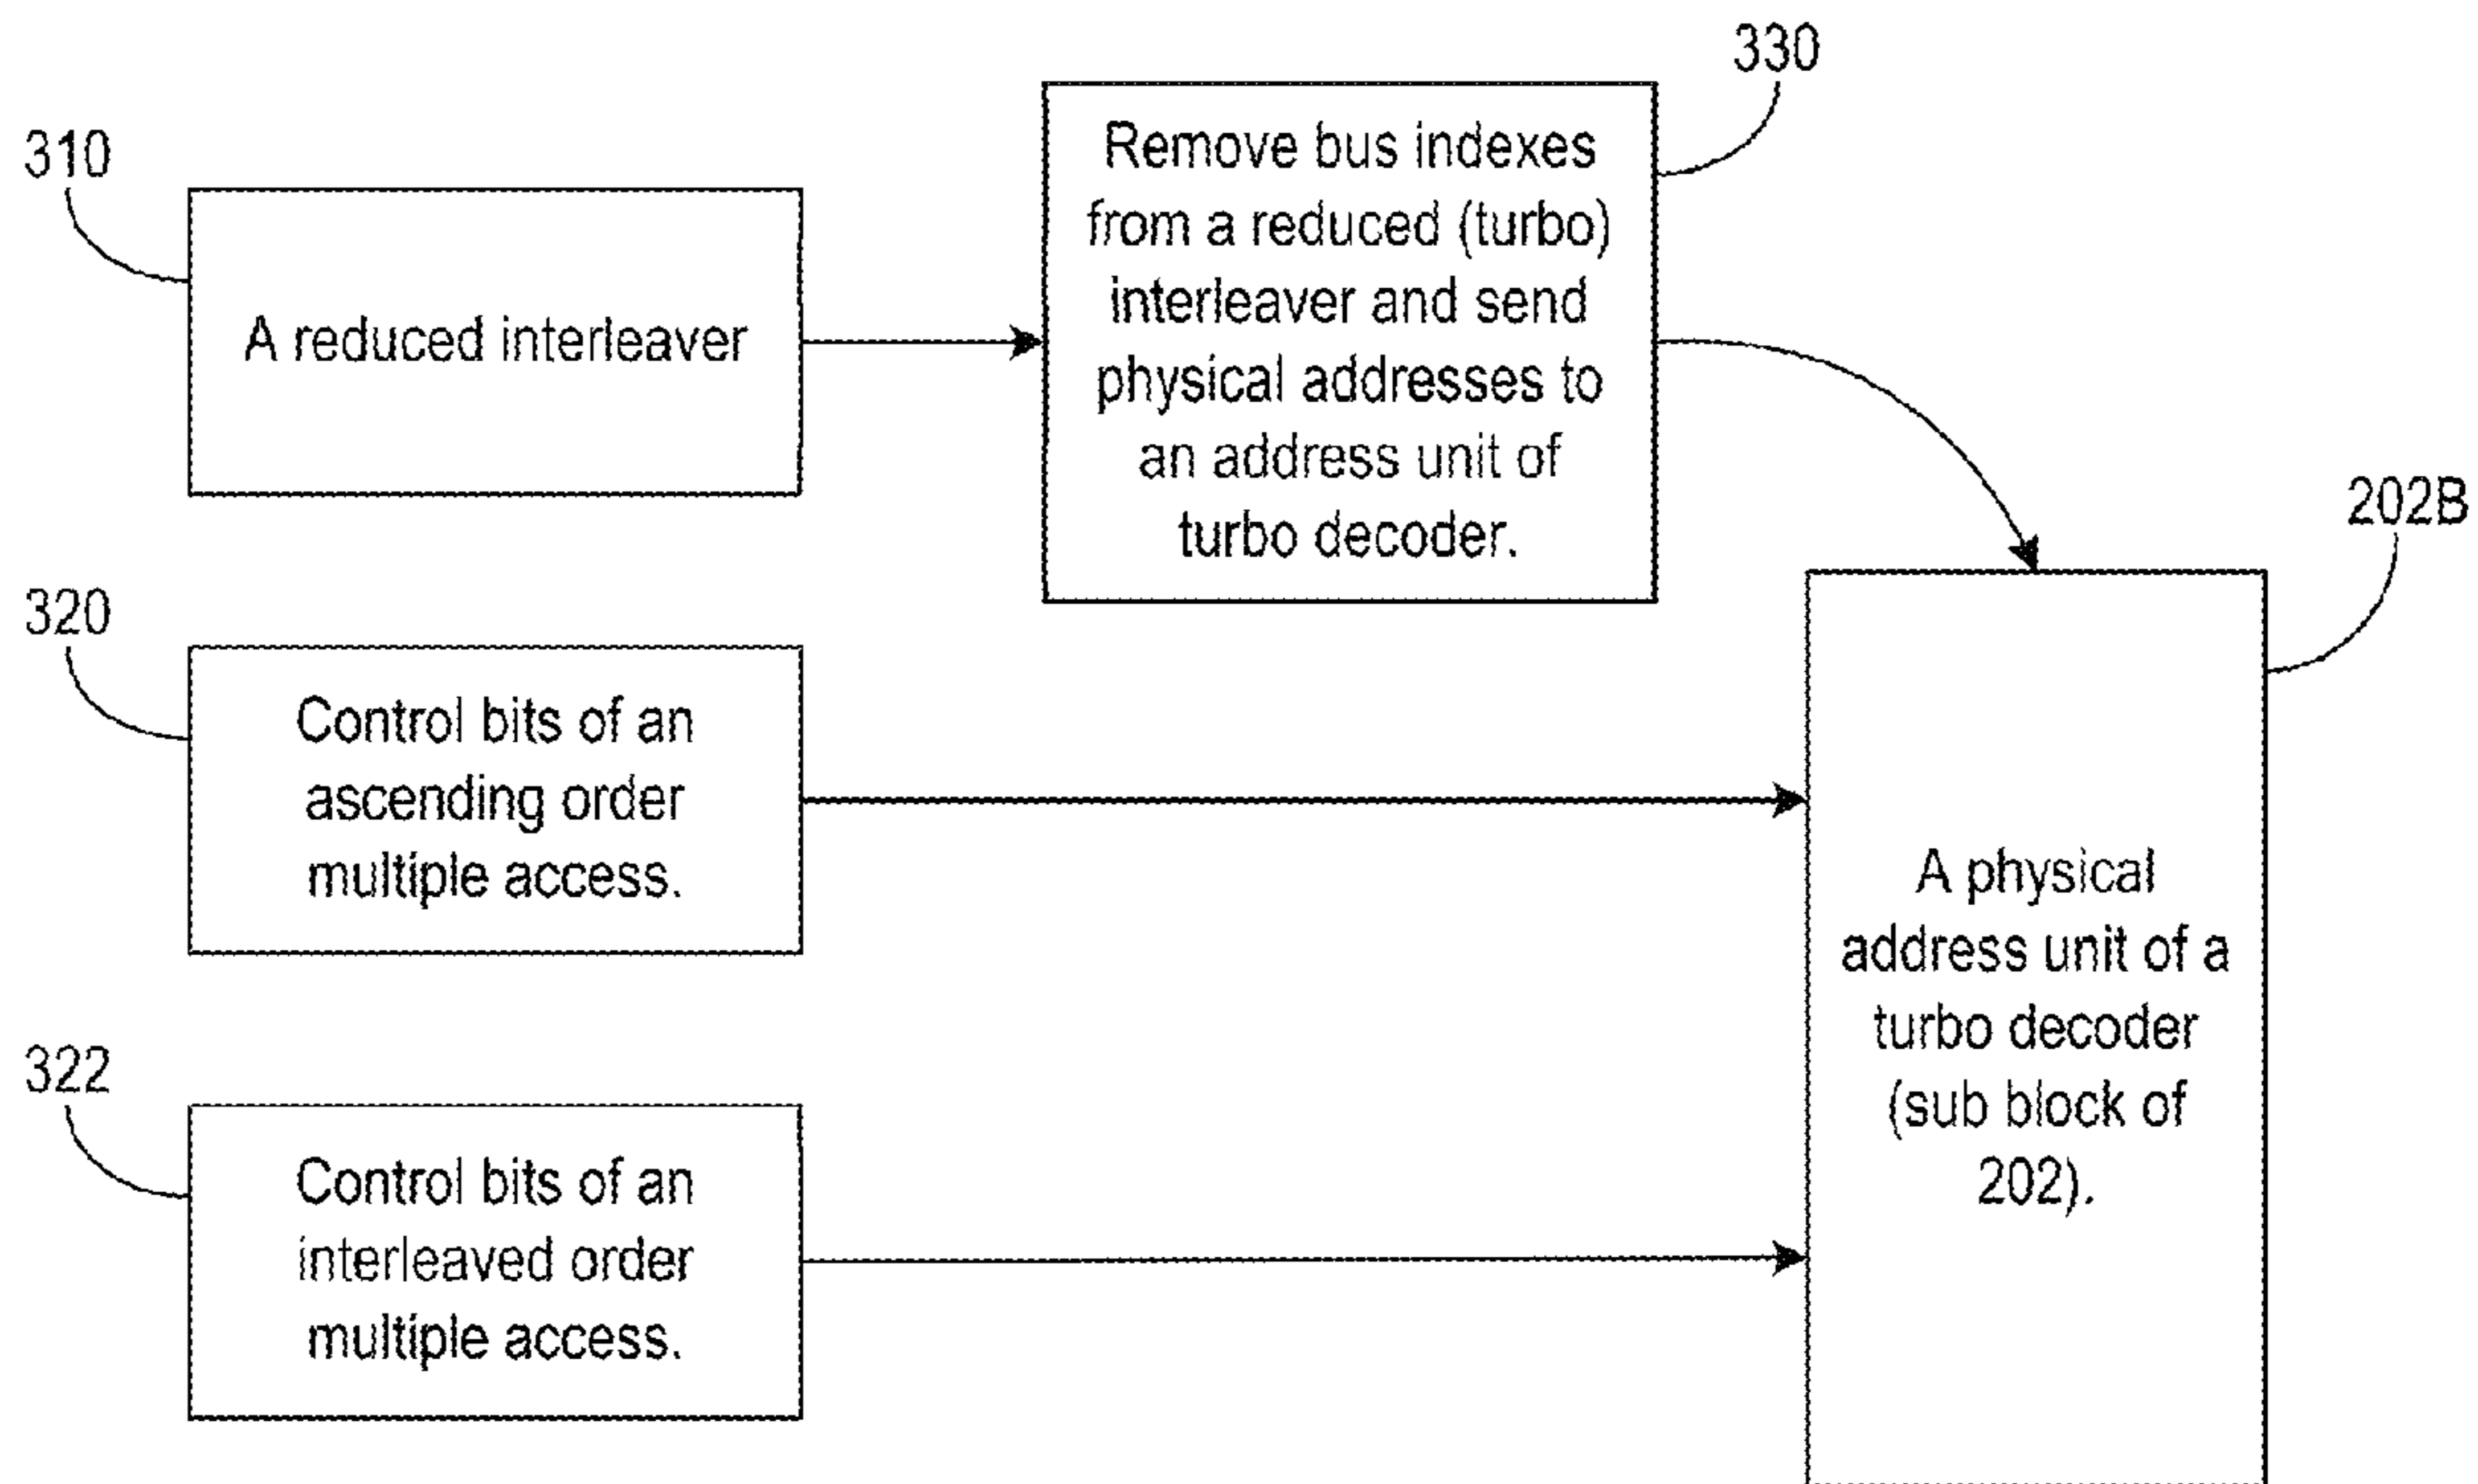 310
A reduced interleaver
330
Remove bus indexes
from a reduced (turbo)
interleaver and send
physical addresses to
an address unit of
turbo decoder.
320
Control bits of an
ascending order
multiple access.
322
Control bits of an
interleaved order
multiple access.
202B
A physical
address unit of a
turbo decoder
(sub block of
202).